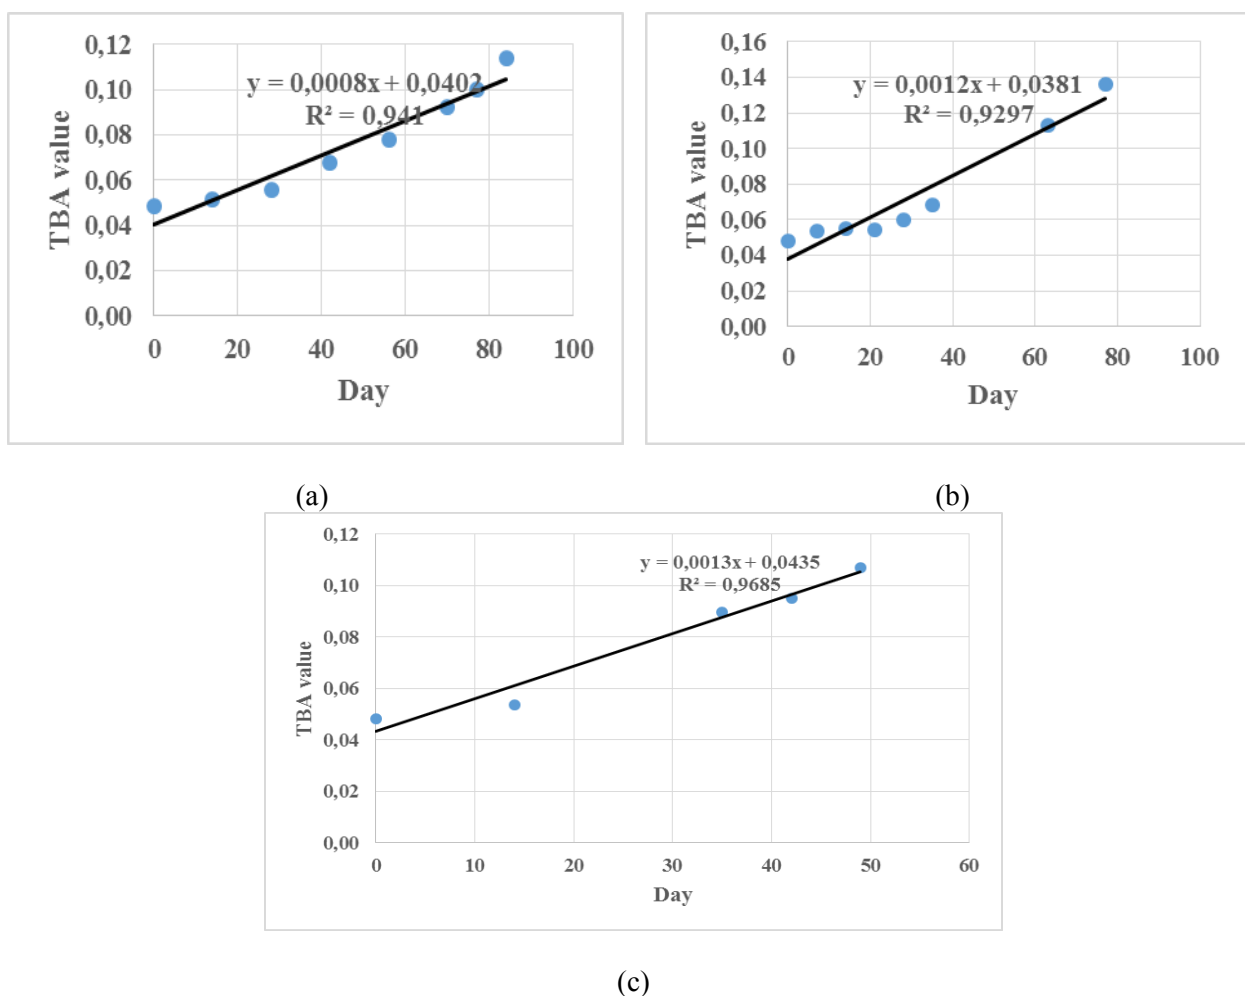 0,12
0,10
0,08
0,06
0,04
0,02
0,00
TBA value
y = 0,0008x + 0,0402
R² = 0,941
0 20 40 60 80 100
Day
0,16
0,14
0,12
0,10
0,08
0,06
0,04
0,02
0,00
TBA value
y = 0,0012x + 0,0381
R² = 0,9297
0 20 40 60 80 100
Day
(a)
(b)
0,12
0,10
0,08
0,06
0,04
0,02
0,00
TBA value
y = 0,0013x + 0,0435
R² = 0,9685
0 10 20 30 40 50 60
Day
(c)